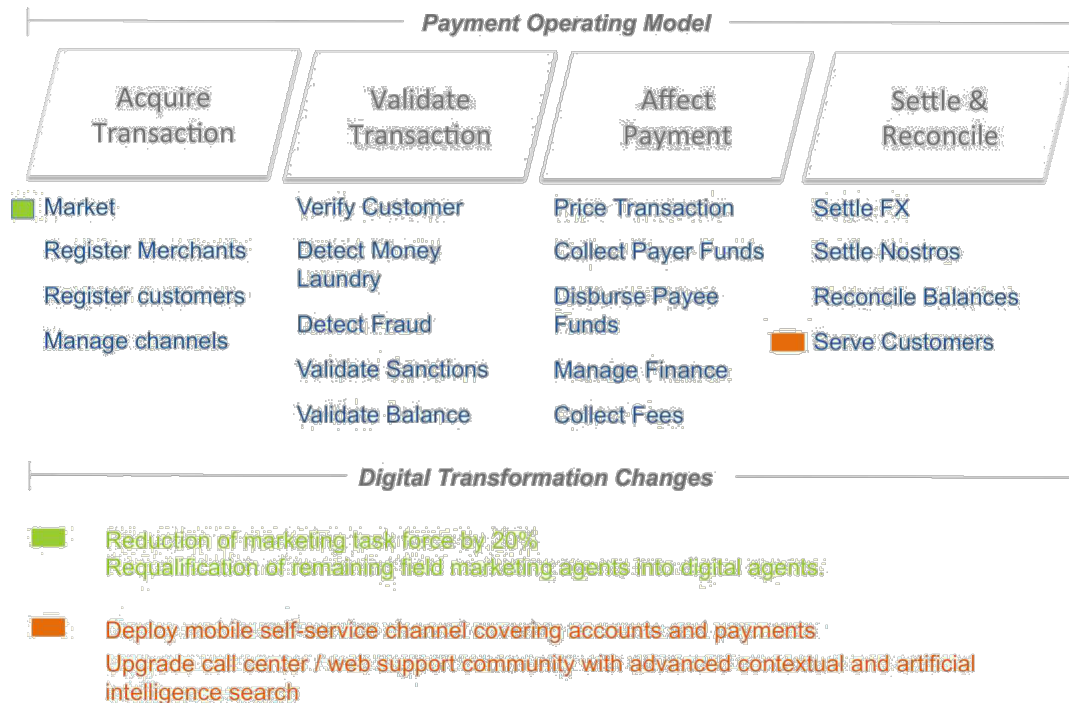 Payment Operating Model
Acquire
Transaction
Validate
Transaction
Affect
Payment
Settle &
Reconcile
Market
Register Merchants
Register customers
Manage channels
Verify Customer
Detect Money
Laundry
Detect Fraud
Validate Sanctions
Validate Balance
Price Transaction
Collect Payer Funds
Disburse Payee
Funds
Manage Finance
Collect Fees
Settle FX
Settle Nostros
Reconcile Balances
Serve Customers
Digital Transformation Changes
Reduction of marketing task force by 20%
Requalification of remaining field marketing agents into digital agents.
Deploy mobile self-service channel covering accounts and payments
Upgrade call center / web support community with advanced contextual and artificial
intelligence search